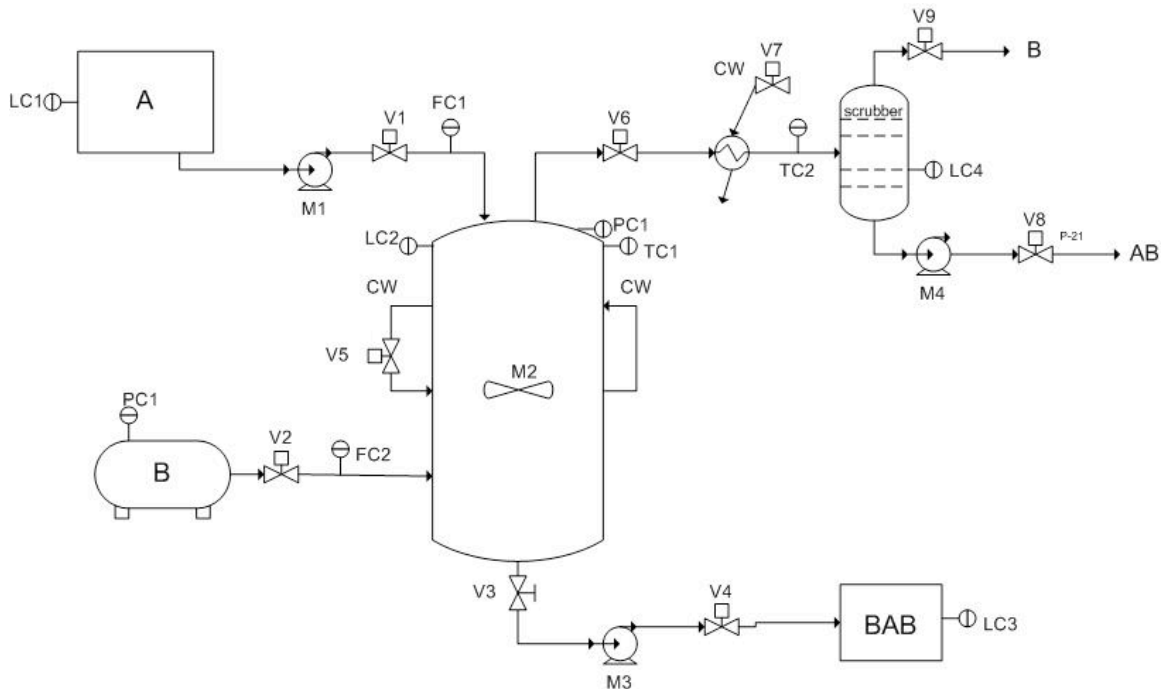 V9
B
V7
CW
LC1
A
FC1
V1
V6
scrubber
TC2
LC4
M1
PC1
LC2
TC1
V8
P-21
AB
M4
CW
CW
V5
M2
PC1
V2
B
FC2
V3
V4
BAB
LC3
M3